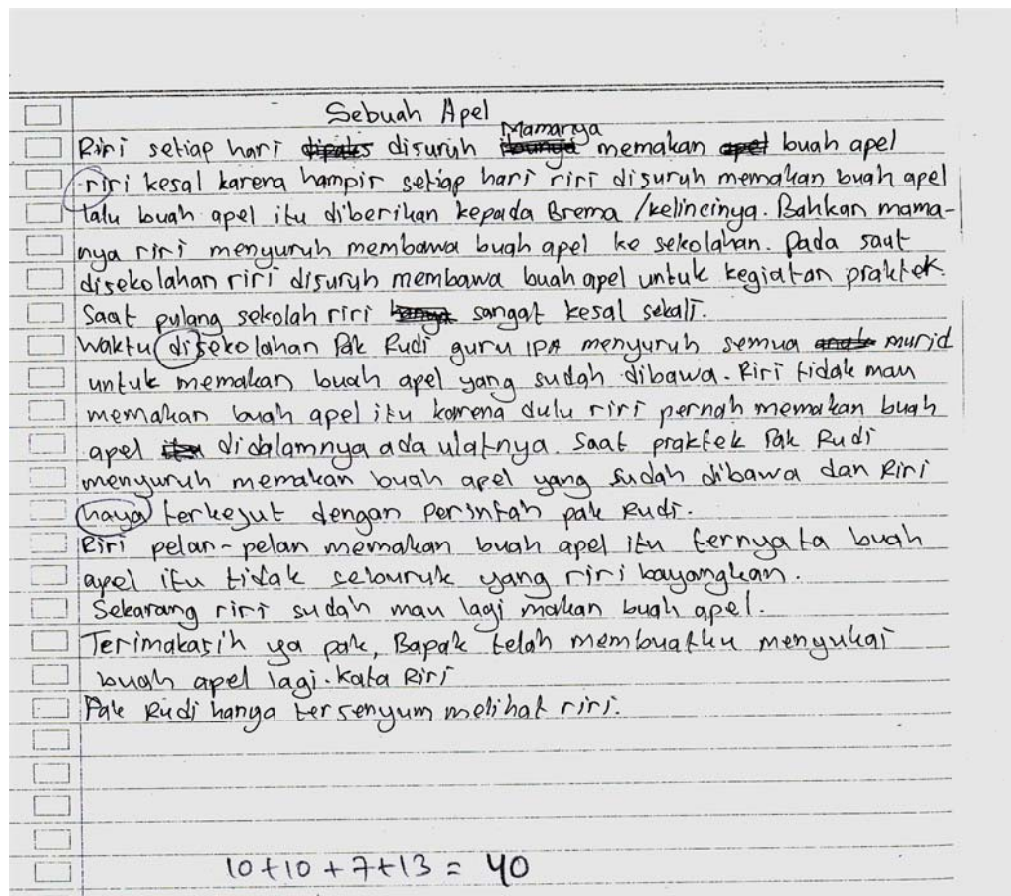 Sebuah Apel
Mamanya
Riri setiap hari disuruh memakan buah apel
riri kesal karena hampir setiap hari riri disuruh memakan buah apel
lalu buah apel itu diberikan kepada Brema /kelincinya. Bahkan mama-
nya riri menyuruh membawa buah apel ke sekolahan. Pada saat
disekolahan riri disuruh membawa buah apel untuk kegiatan praktek.
Saat pulang sekolah riri sangat kesal sekali.
Waktu disekolahan Pak Rudi guru IPA menyuruh semua murid
untuk memakan buah apel yang sudah dibawa. Riri tidak mau
memakan buah apel itu karena dulu riri pernah memakan buah
apel didalamnya ada ulatnya. Saat praktek Pak Rudi
menyuruh memakan buah apel yang sudah dibawa dan Riri
haya terkejut dengan perintah pak Rudi.
Riri pelan-pelan memakan buah apel itu ternyata buah
apel itu tidak seburuk yang riri bayangkan.
Sekarang riri sudah mau lagi makan buah apel.
Terimakasih ya pak, Bapak telah membuatku menyukai
buah apel lagi. Kata Riri
Pak Rudi hanya tersenyum melihat riri.
10+10+7+13 = 40